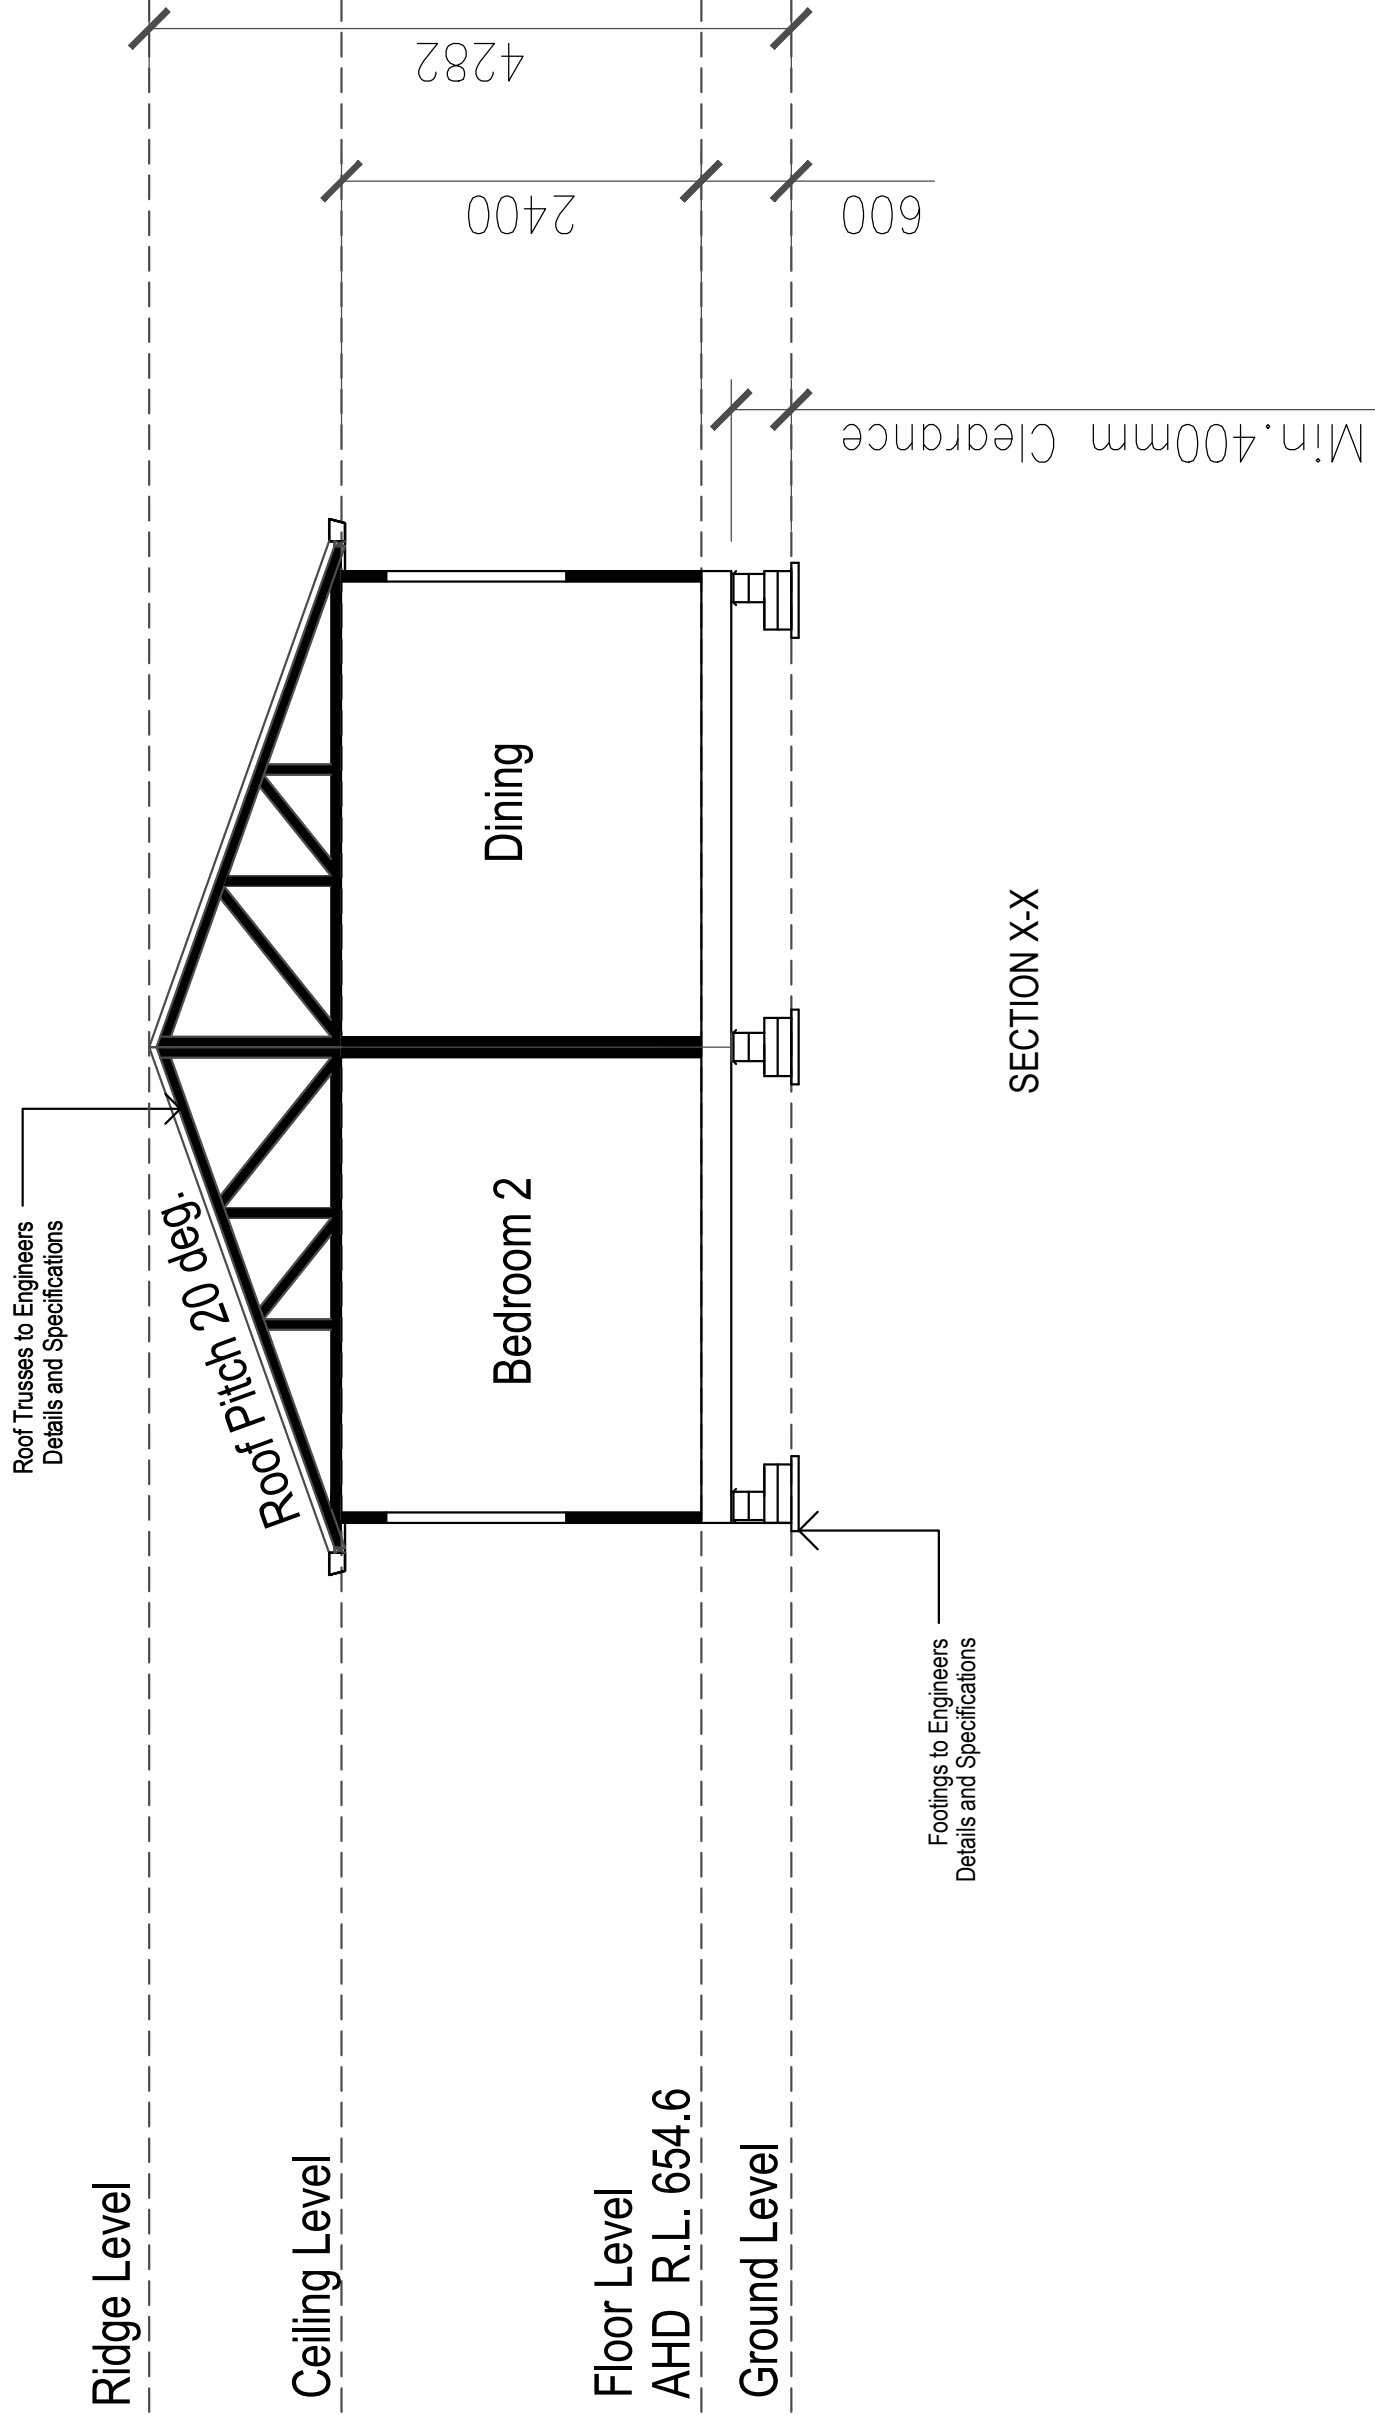 Roof Trusses to Engineers
Details and Specifications
Roof Pitch 20 deg.
Ridge Level
Ceiling Level
Floor Level
AHD R.L. 654.6
Ground Level
Bedroom 2
Dining
4282
2400
600
Min.400mm Clearance
Footings to Engineers
Details and Specifications
SECTION X-X